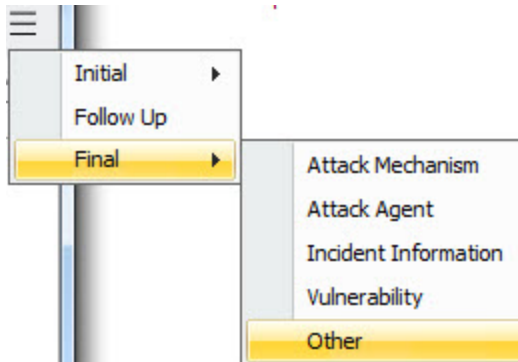 Initial
Follow Up
Final
Attack Mechanism
Attack Agent
Incident Information
Vulnerability
Other